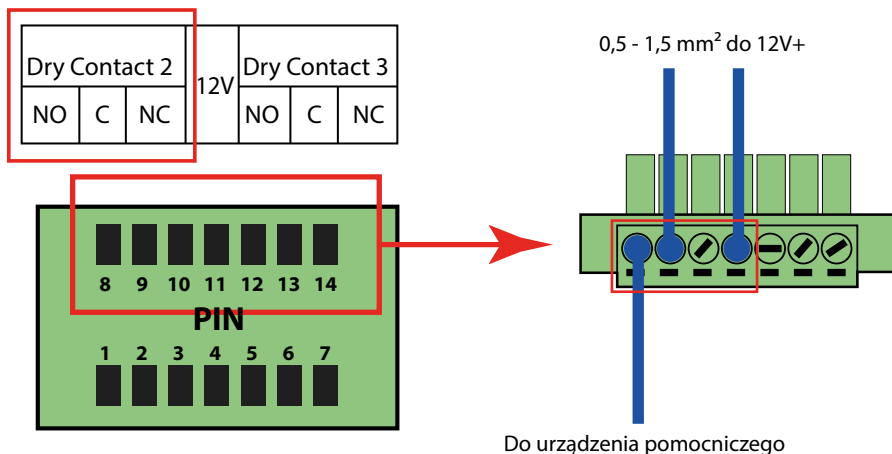 Dry Contact 2 12V Dry Contact 3
NO C NC NO C NC
0,5 - 1,5 mm² do 12V+
8 9 10 11 12 13 14
PIN
1 2 3 4 5 6 7
Do urządzenia pomocniczego